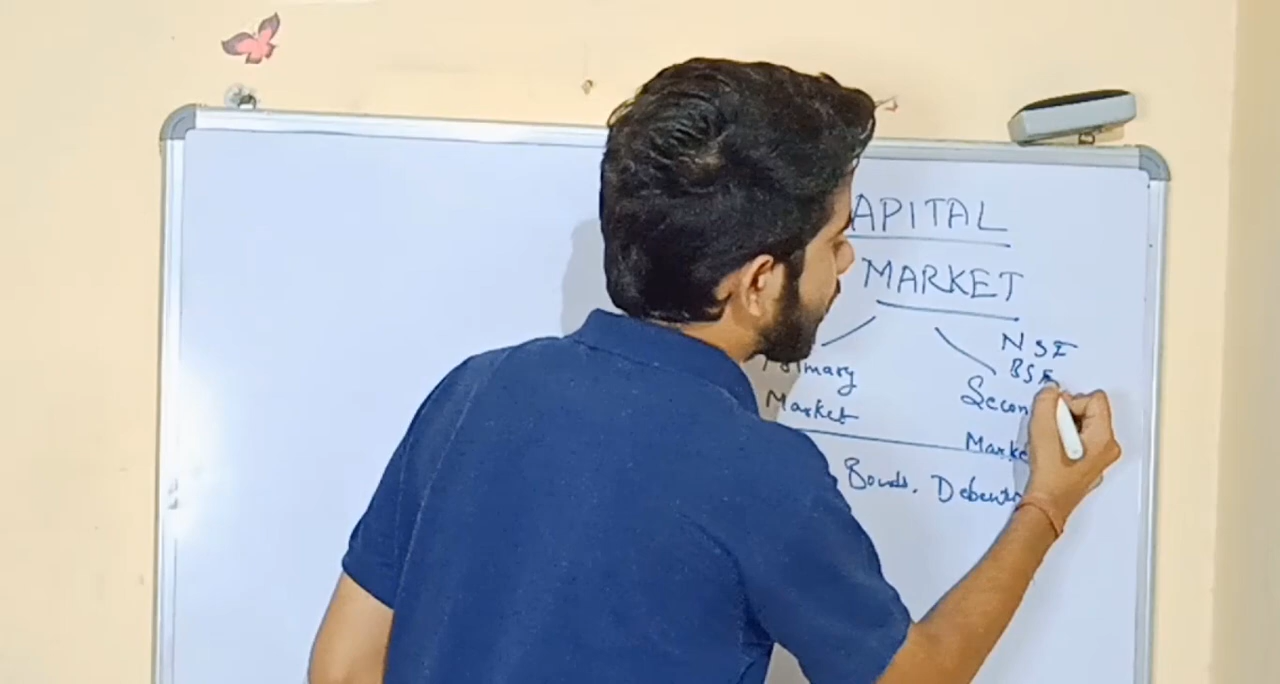 APITAL
MARKET
NSE
BSE
Primary
Market
Secon
Marke
Bonds, Debentu